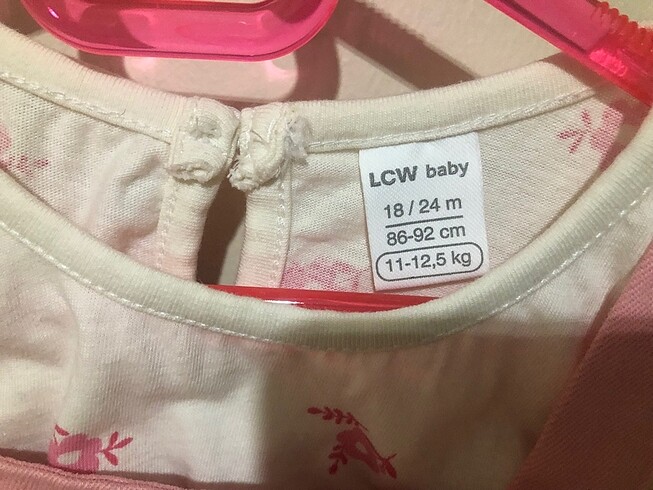 LCW baby
18 / 24 m
86-92 cm
11-12,5 kg